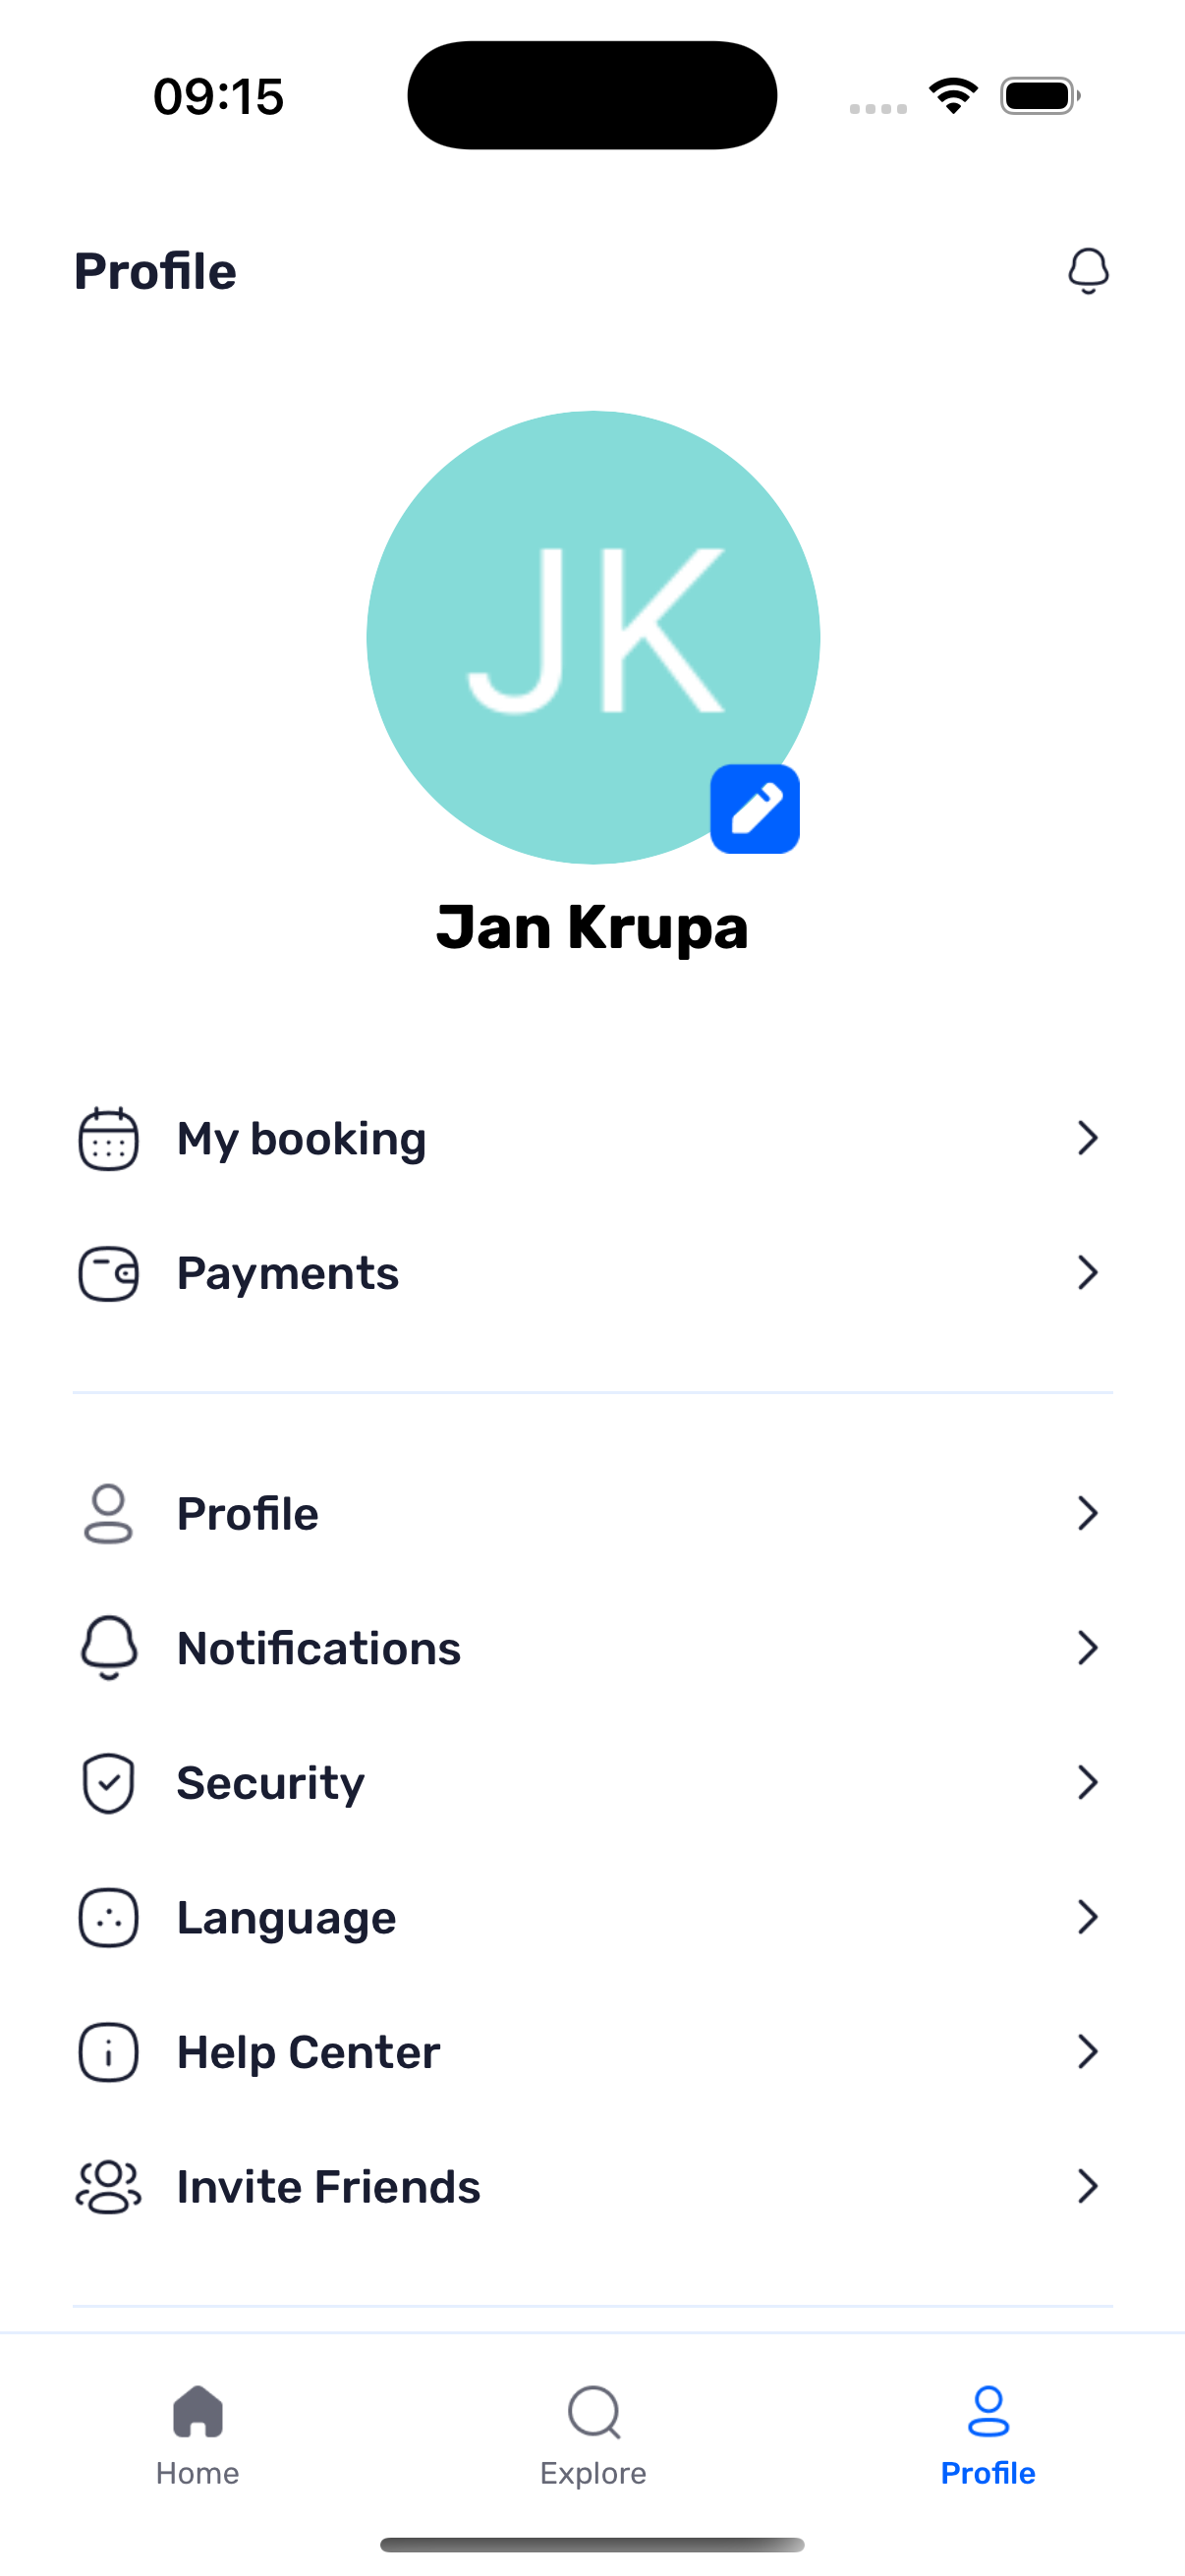 09:15
Profile
JK
Jan Krupa
My booking
Payments
Profile
Notifications
Security
Language
Help Center
Invite Friends
Home
Explore
Profile